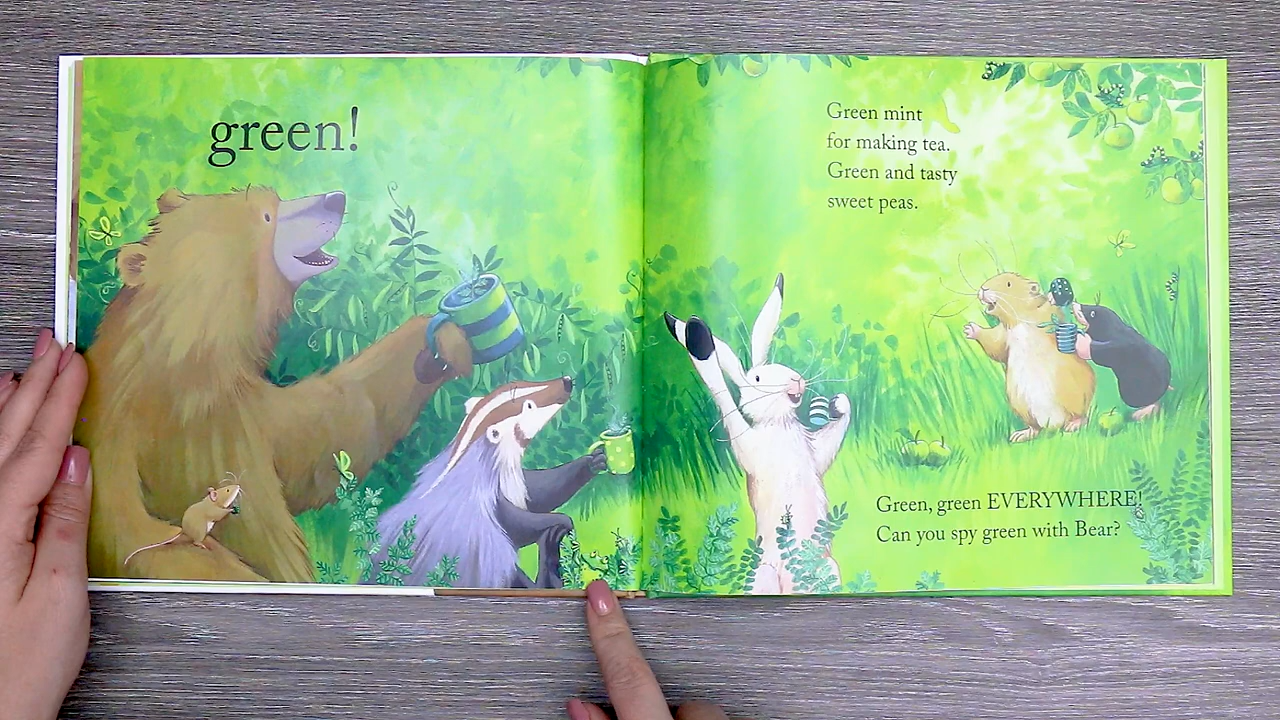 green!
Green mint
for making tea.
Green and tasty
sweet peas.
Green, green EVERYWHERE!
Can you spy green with Bear?